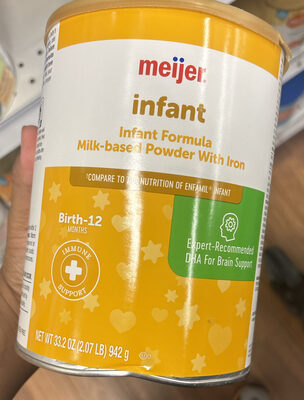 meijer
infant
Infant Formula
Milk-based Powder With Iron
*COMPARE TO THE NUTRITION OF ENFAMIL® INFANT
Birth-12
MONTHS
IMMUNE
SUPPORT
Expert-Recommended
DHA For Brain Support
NET WT 33.2 OZ (2.07 LB) 942 g